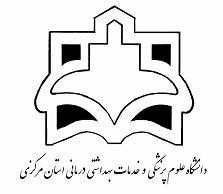 دانشگاه علوم پزشکی و خدمات بهداشتی درمانی استان مرکزی